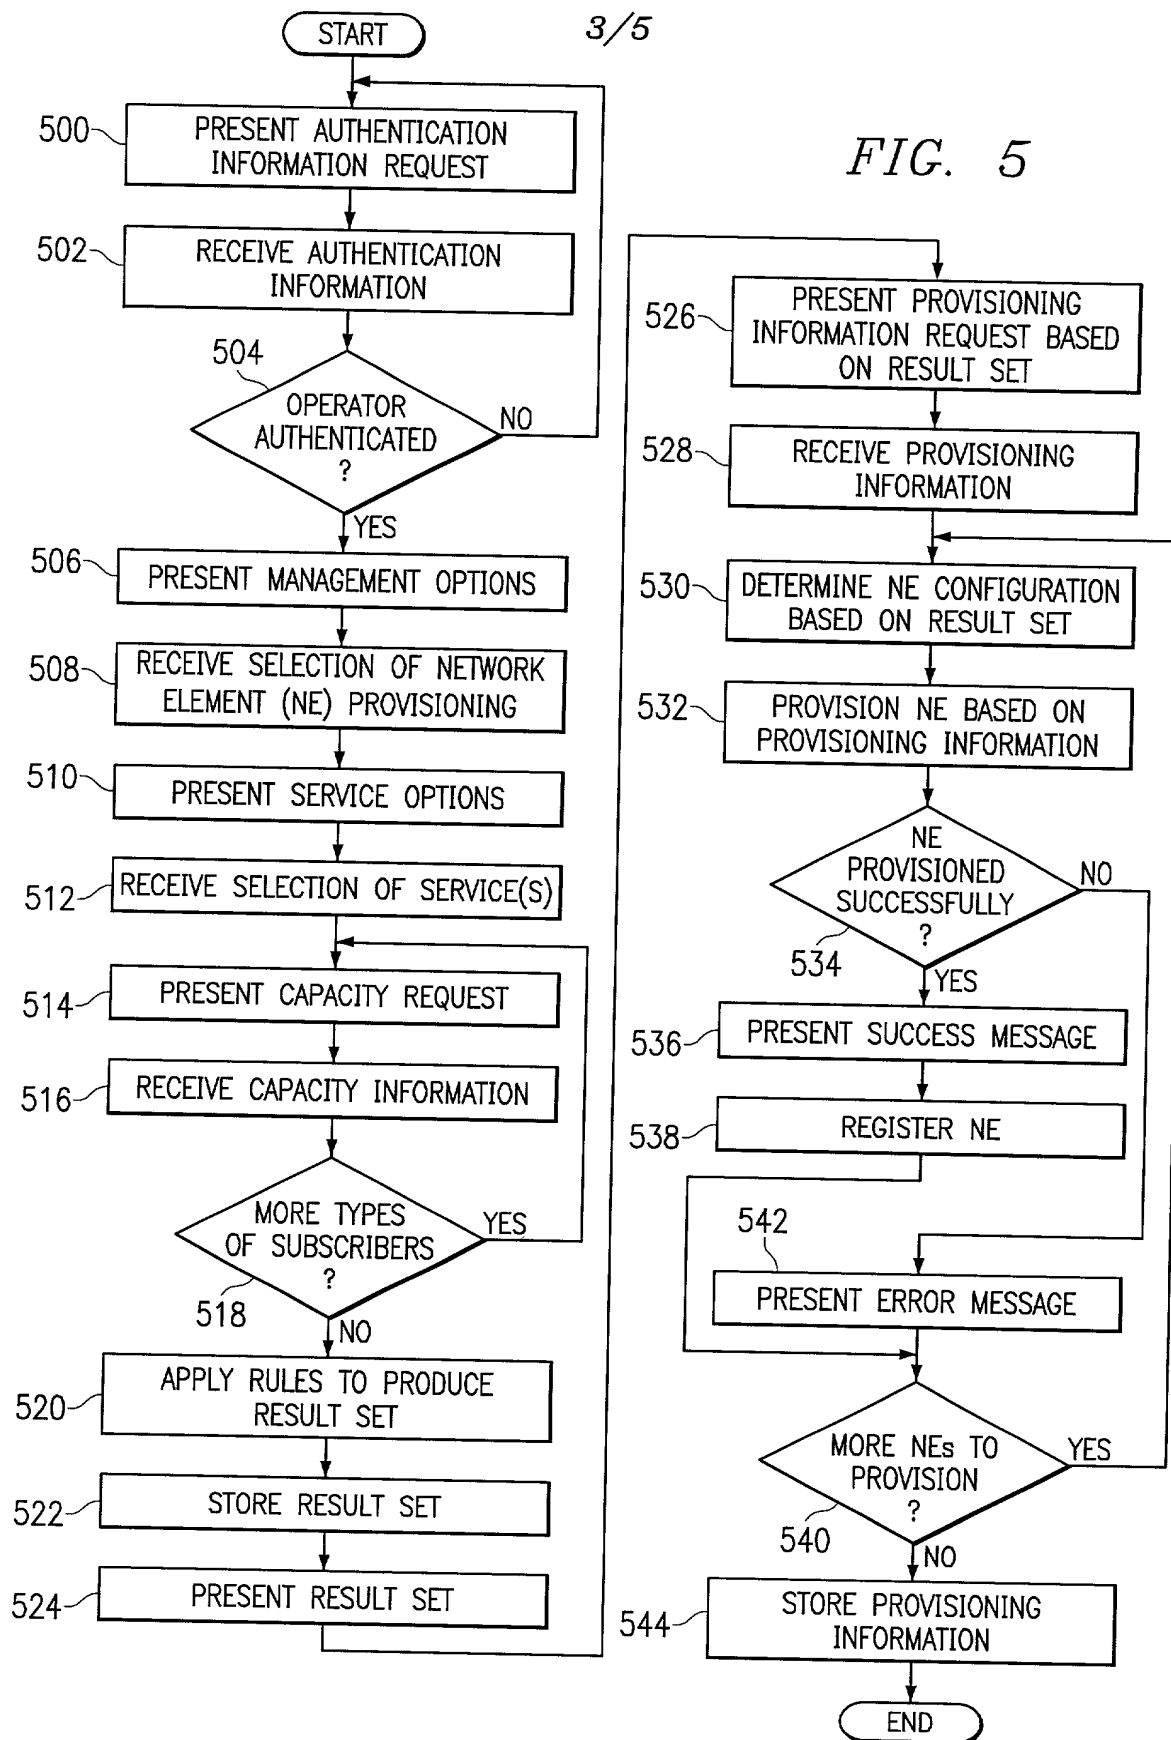 START
3/5
500
PRESENT AUTHENTICATION
INFORMATION REQUEST
FIG. 5
502
RECEIVE AUTHENTICATION
INFORMATION
504
OPERATOR
AUTHENTICATED
?
NO
YES
506
PRESENT MANAGEMENT OPTIONS
508
RECEIVE SELECTION OF NETWORK
ELEMENT (NE) PROVISIONING
510
PRESENT SERVICE OPTIONS
512
RECEIVE SELECTION OF SERVICE(S)
514
PRESENT CAPACITY REQUEST
516
RECEIVE CAPACITY INFORMATION
MORE TYPES
OF SUBSCRIBERS
?
YES
518
NO
520
APPLY RULES TO PRODUCE
RESULT SET
522
STORE RESULT SET
524
PRESENT RESULT SET
526
PRESENT PROVISIONING
INFORMATION REQUEST BASED
ON RESULT SET
528
RECEIVE PROVISIONING
INFORMATION
530
DETERMINE NE CONFIGURATION
BASED ON RESULT SET
532
PROVISION NE BASED ON
PROVISIONING INFORMATION
NE
PROVISIONED
SUCCESSFULLY
?
NO
534
YES
536
PRESENT SUCCESS MESSAGE
538
REGISTER NE
542
PRESENT ERROR MESSAGE
MORE NEs TO
PROVISION
?
YES
540
NO
544
STORE PROVISIONING
INFORMATION
END